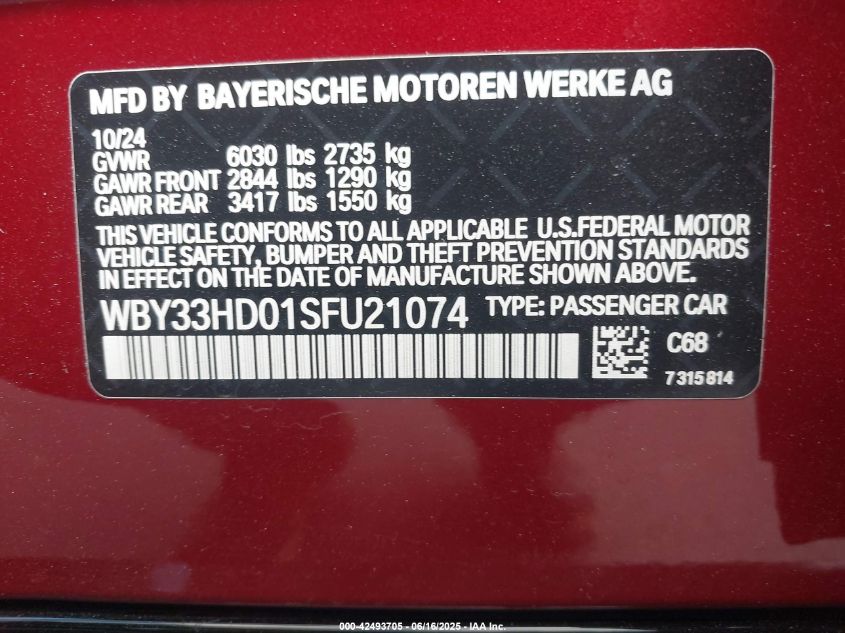 MFD BY BAYERISCHE MOTOREN WERKE AG
10/24
GVWR 6030 lbs 2735 kg
GAWR FRONT 2844 lbs 1290 kg
GAWR REAR 3417 lbs 1550 kg
THIS VEHICLE CONFORMS TO ALL APPLICABLE U.S.FEDERAL MOTOR
VEHICLE SAFETY, BUMPER AND THEFT PREVENTION STANDARDS
IN EFFECT ON THE DATE OF MANUFACTURE SHOWN ABOVE.
WBY33HD01SFU21074 TYPE: PASSENGER CAR
C68
7315814
000-42493705 - 06/16/2025 - IAA Inc.